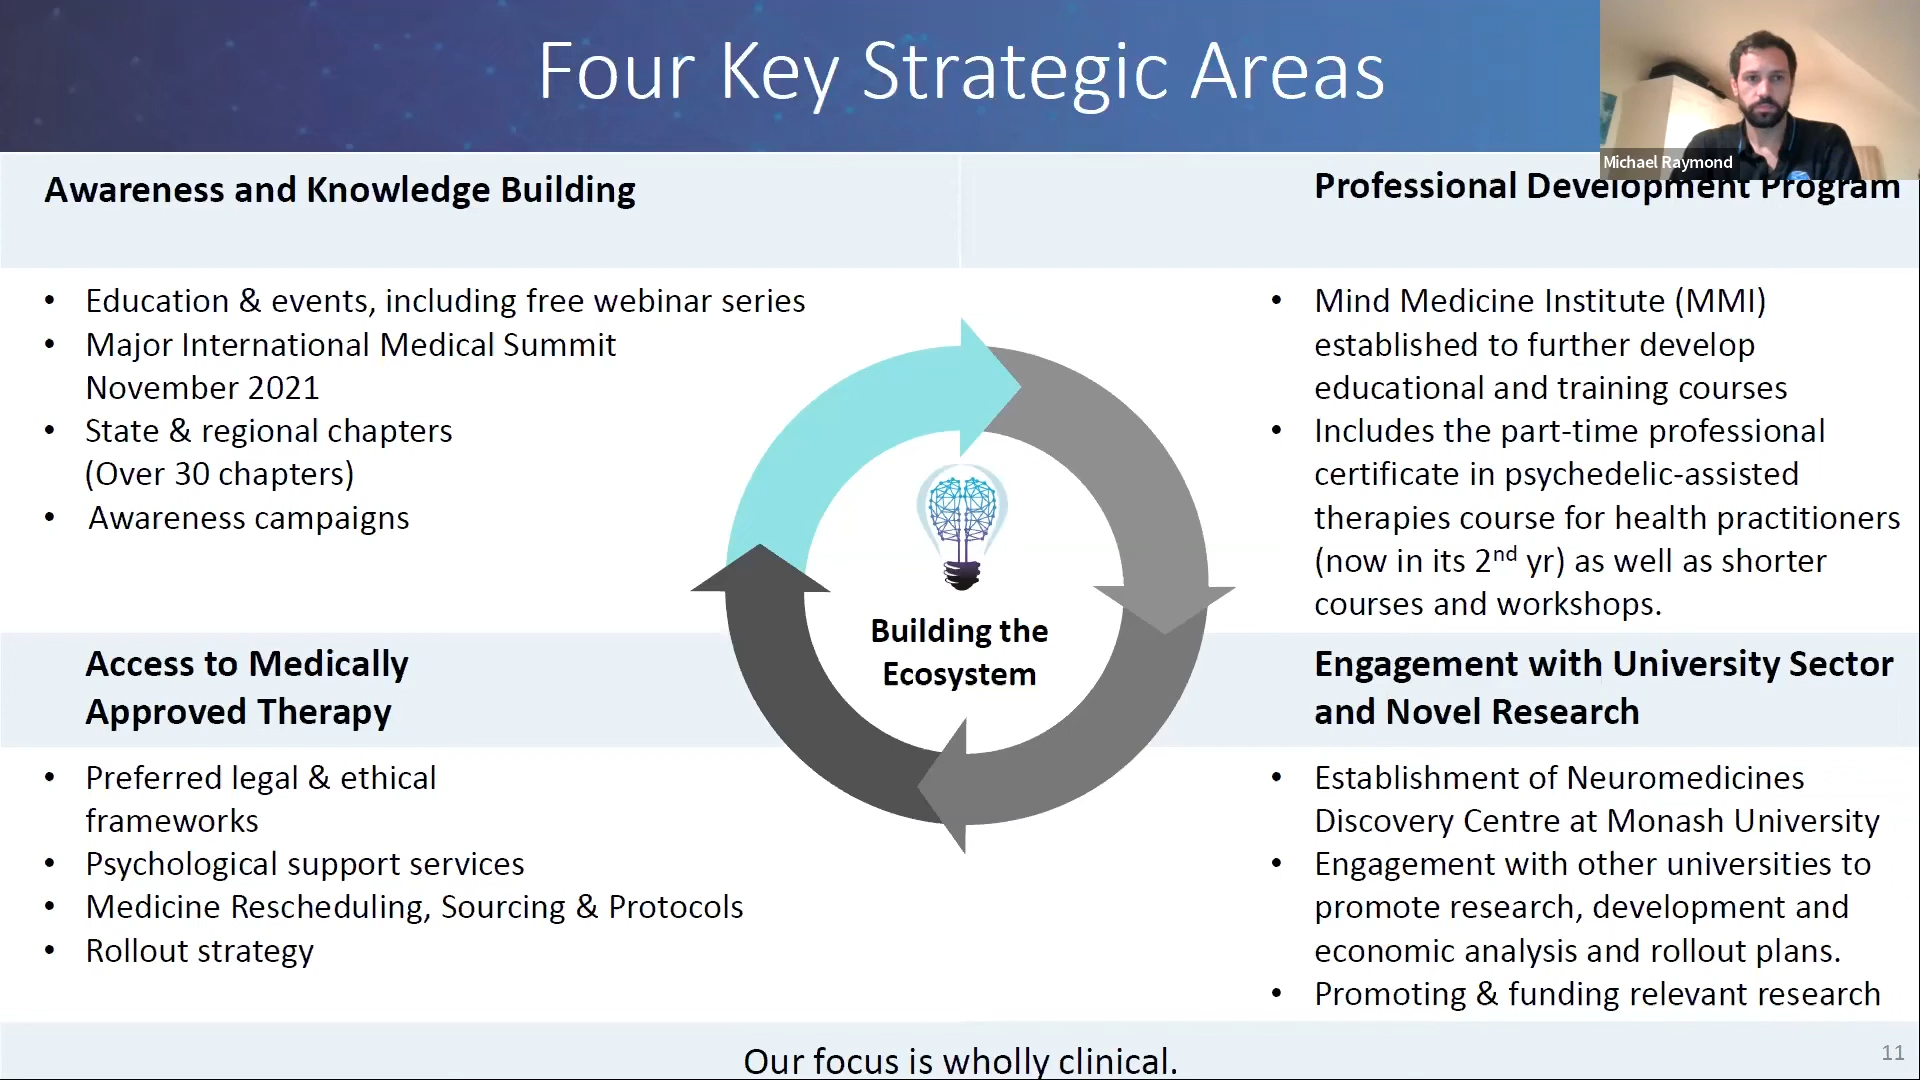 Four Key Strategic Areas
Michael Raymond
Awareness and Knowledge Building
• Education & events, including free webinar series
• Major International Medical Summit
November 2021
• State & regional chapters
(Over 30 chapters)
• Awareness campaigns
Professional Development Program
• Mind Medicine Institute (MMI)
established to further develop
educational and training courses
• Includes the part-time professional
certificate in psychedelic-assisted
therapies course for health practitioners
(now in its 2nd yr) as well as shorter
courses and workshops.
Building the
Ecosystem
Access to Medically
Approved Therapy
• Preferred legal & ethical
frameworks
• Psychological support services
• Medicine Rescheduling, Sourcing & Protocols
• Rollout strategy
Engagement with University Sector
and Novel Research
• Establishment of Neuromedicines
Discovery Centre at Monash University
• Engagement with other universities to
promote research, development and
economic analysis and rollout plans.
• Promoting & funding relevant research
Our focus is wholly clinical.
11